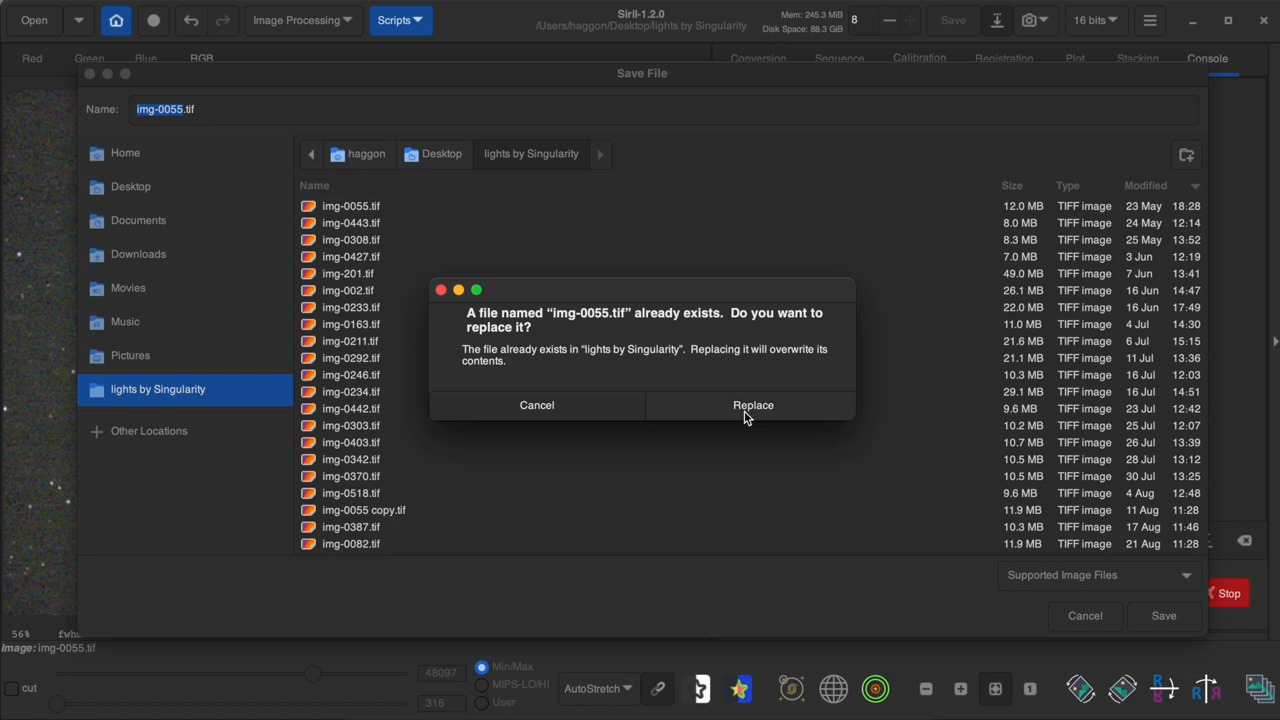 Open
Image Processing
Scripts
Siril-1.2.0
/Users/haggon/Desktop/lights by Singularity
Mem: 245.3 MiB
Disk Space: 88.3 GiB
8
Save
16 bits
Red
Green
Blue
RGB
Conversion
Sequence
Calibration
Registration
Plot
Stacking
Console
Save File
Name:
img-0055.tif
Home
Desktop
Documents
Downloads
Movies
Music
Pictures
lights by Singularity
Other Locations
haggon
Desktop
lights by Singularity
Name Size Type Modified
img-0055.tif 12.0 MB TIFF image 23 May 18:28
img-0443.tif 8.0 MB TIFF image 24 May 12:14
img-0308.tif 8.3 MB TIFF image 25 May 13:52
img-0427.tif 7.0 MB TIFF image 3 Jun 12:19
img-201.tif 49.0 MB TIFF image 7 Jun 13:41
img-002.tif 26.1 MB TIFF image 16 Jun 14:47
img-0233.tif 22.0 MB TIFF image 16 Jun 17:49
img-0163.tif 11.0 MB TIFF image 4 Jul 14:30
img-0211.tif 21.6 MB TIFF image 6 Jul 15:15
img-0292.tif 21.1 MB TIFF image 11 Jul 13:36
img-0246.tif 10.3 MB TIFF image 16 Jul 12:03
img-0234.tif 29.1 MB TIFF image 16 Jul 14:51
img-0442.tif 9.6 MB TIFF image 23 Jul 12:42
img-0303.tif 10.2 MB TIFF image 25 Jul 12:07
img-0403.tif 10.7 MB TIFF image 26 Jul 13:39
img-0342.tif 10.5 MB TIFF image 28 Jul 13:12
img-0370.tif 10.5 MB TIFF image 30 Jul 13:25
img-0518.tif 9.6 MB TIFF image 4 Aug 12:48
img-0055 copy.tif 11.9 MB TIFF image 11 Aug 11:28
img-0387.tif 10.3 MB TIFF image 17 Aug 11:46
img-0082.tif 11.9 MB TIFF image 21 Aug 11:28
A file named “img-0055.tif” already exists. Do you want to
replace it?
The file already exists in “lights by Singularity”. Replacing it will overwrite its
contents.
Cancel
Replace
Supported Image Files
Cancel
Save
Stop
56%
Image: img-0055.tif
cut
48097
316
Min/Max
MIPS-LO/HI
User
AutoStretch
1